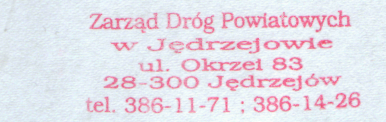 Zarząd Dróg Powiatowych
w Jędrzejowie
ul. Okrzei 83
28-300 Jędrzejów
tel. 386-11-71 ; 386-14-26